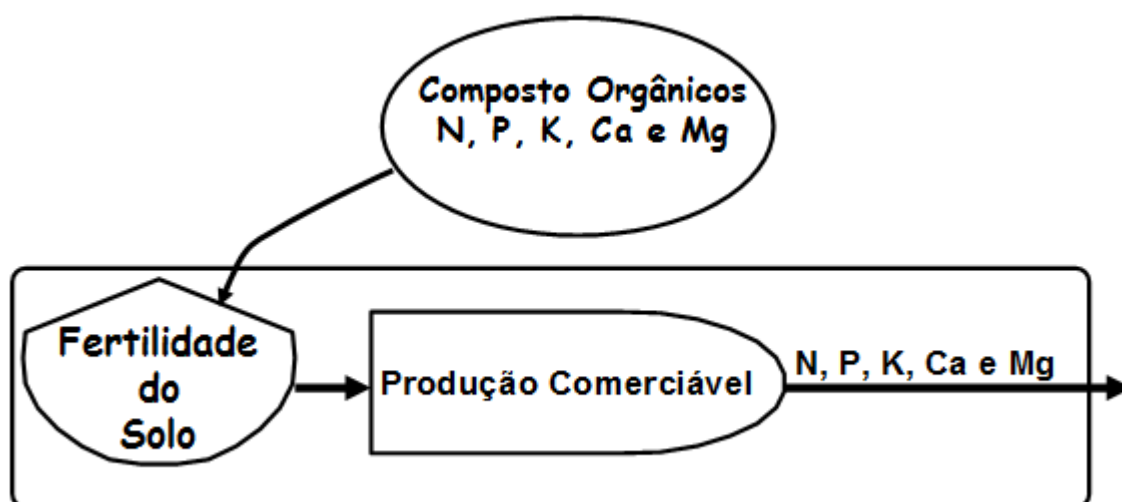 Composto Orgânicos
N, P, K, Ca e Mg
Fertilidade
do
Solo
Produção Comerciável
N, P, K, Ca e Mg